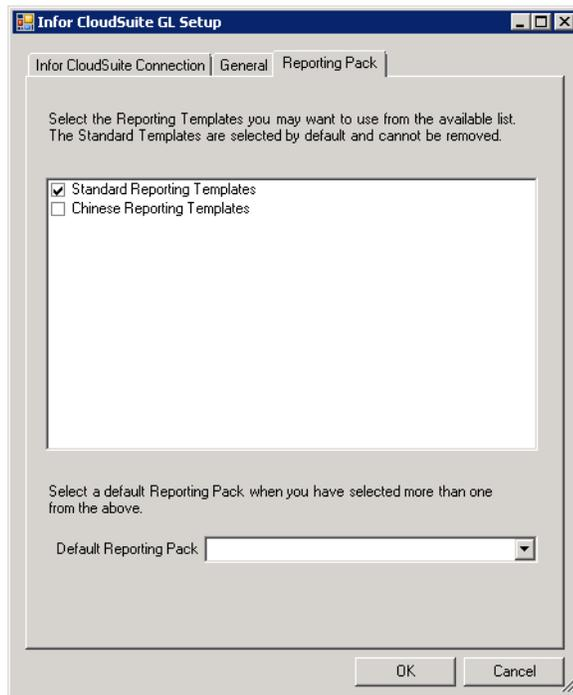 Infor CloudSuite GL Setup
Infor CloudSuite Connection
General
Reporting Pack
Select the Reporting Templates you may want to use from the available list.
The Standard Templates are selected by default and cannot be removed.
Standard Reporting Templates
Chinese Reporting Templates
Select a default Reporting Pack when you have selected more than one
from the above.
Default Reporting Pack
OK
Cancel